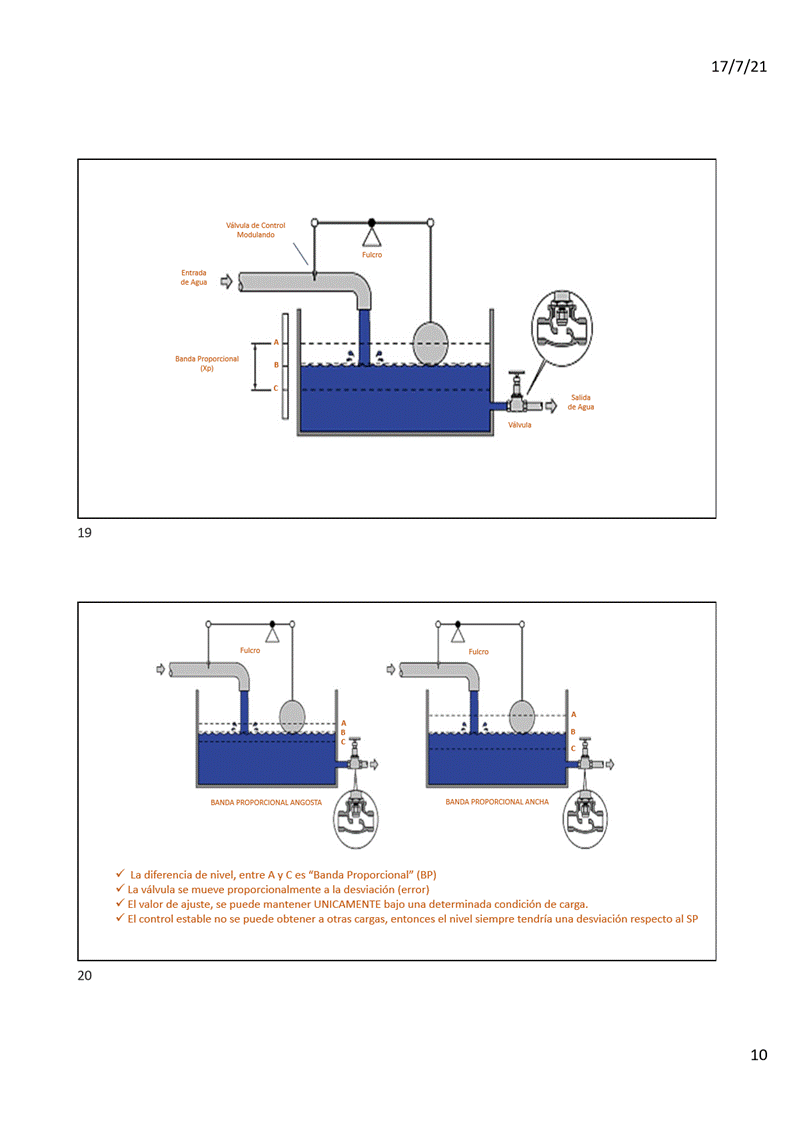 17/7/21
Válvula de Control
Modulando
Fulcro
Entrada
de Agua
A
Banda Proporcional
(Xp)
B
C
Salida
de Agua
Válvula
19
Fulcro
A
B
C
BANDA PROPORCIONAL ANGOSTA
Fulcro
A
B
C
BANDA PROPORCIONAL ANCHA
✓ La diferencia de nivel, entre A y C es “Banda Proporcional” (BP)
✓ La válvula se mueve proporcionalmente a la desviación (error)
✓ El valor de ajuste, se puede mantener UNICAMENTE bajo una determinada condición de carga.
✓ El control estable no se puede obtener a otras cargas, entonces el nivel siempre tendría una desviación respecto al SP
20
10